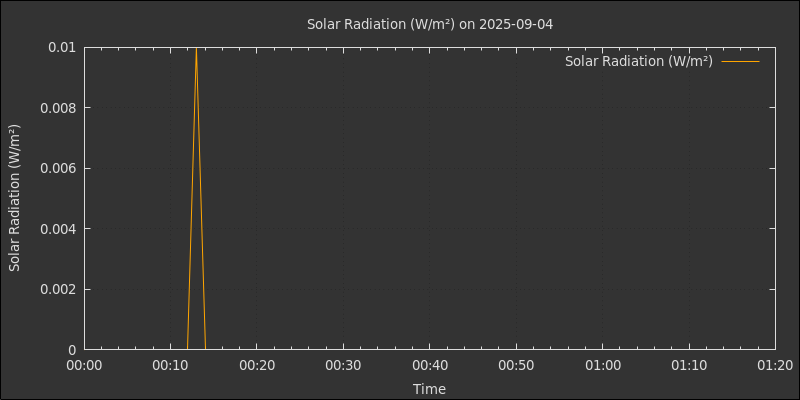 Solar Radiation (W/m²) on 2025-09-04
Solar Radiation (W/m²)
0.01
0.008
0.006
0.004
0.002
0
Solar Radiation (W/m²)
00:00 00:10 00:20 00:30 00:40 00:50 01:00 01:10 01:20
Time